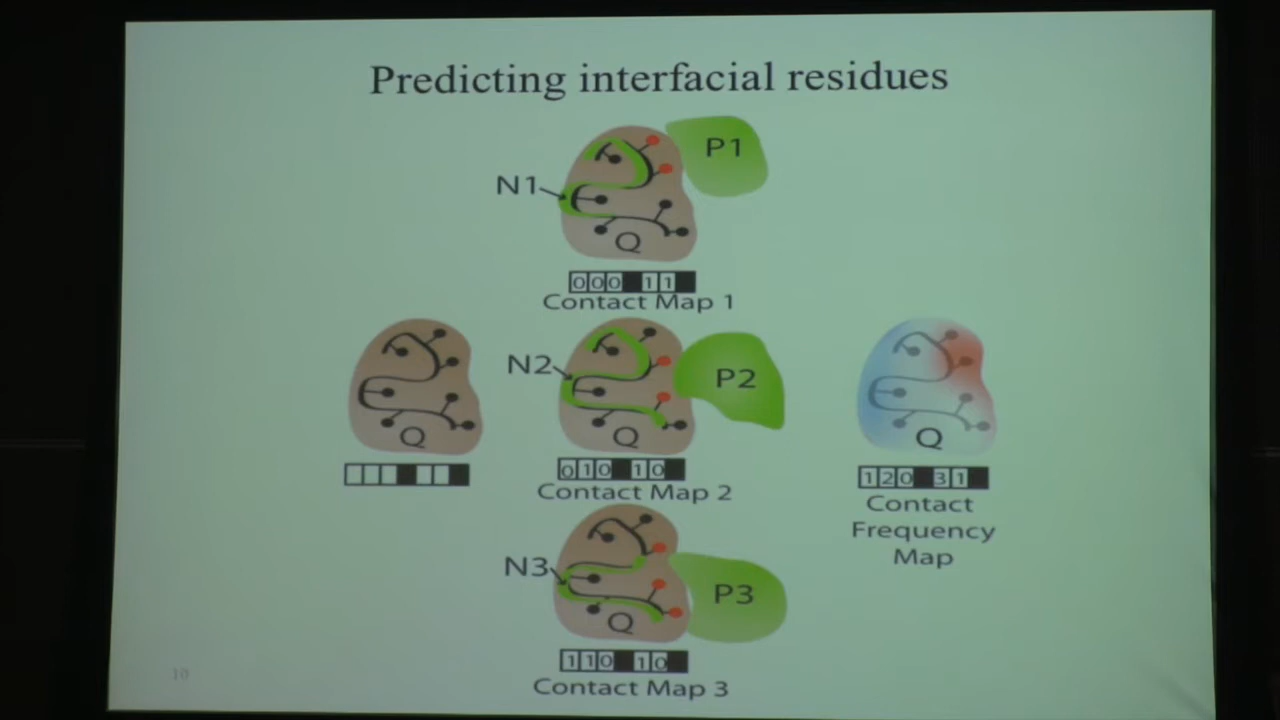 Predicting interfacial residues
P1
N1
Q
000 11
Contact Map 1
N2
P2
Q
Q
Q
010 10
120 31
Contact Map 2
Contact
Frequency
Map
N3
P3
Q
110 10
Contact Map 3
10